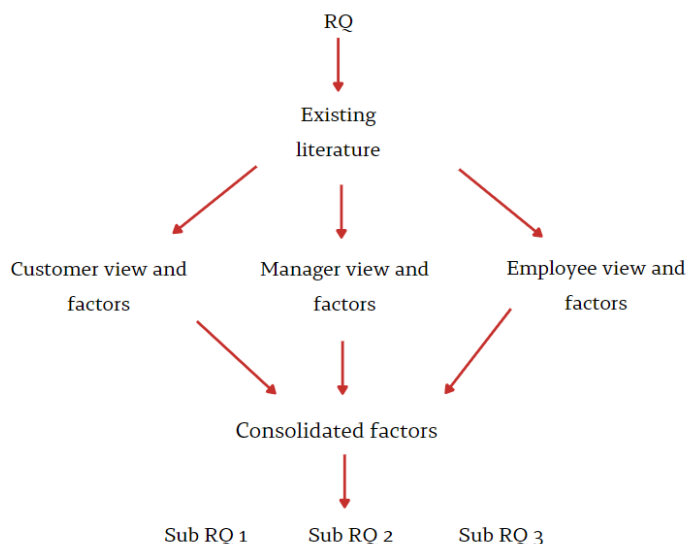 RQ
Existing
literature
Customer view and
factors
Manager view and
factors
Employee view and
factors
Consolidated factors
Sub RQ 1
Sub RQ 2
Sub RQ 3